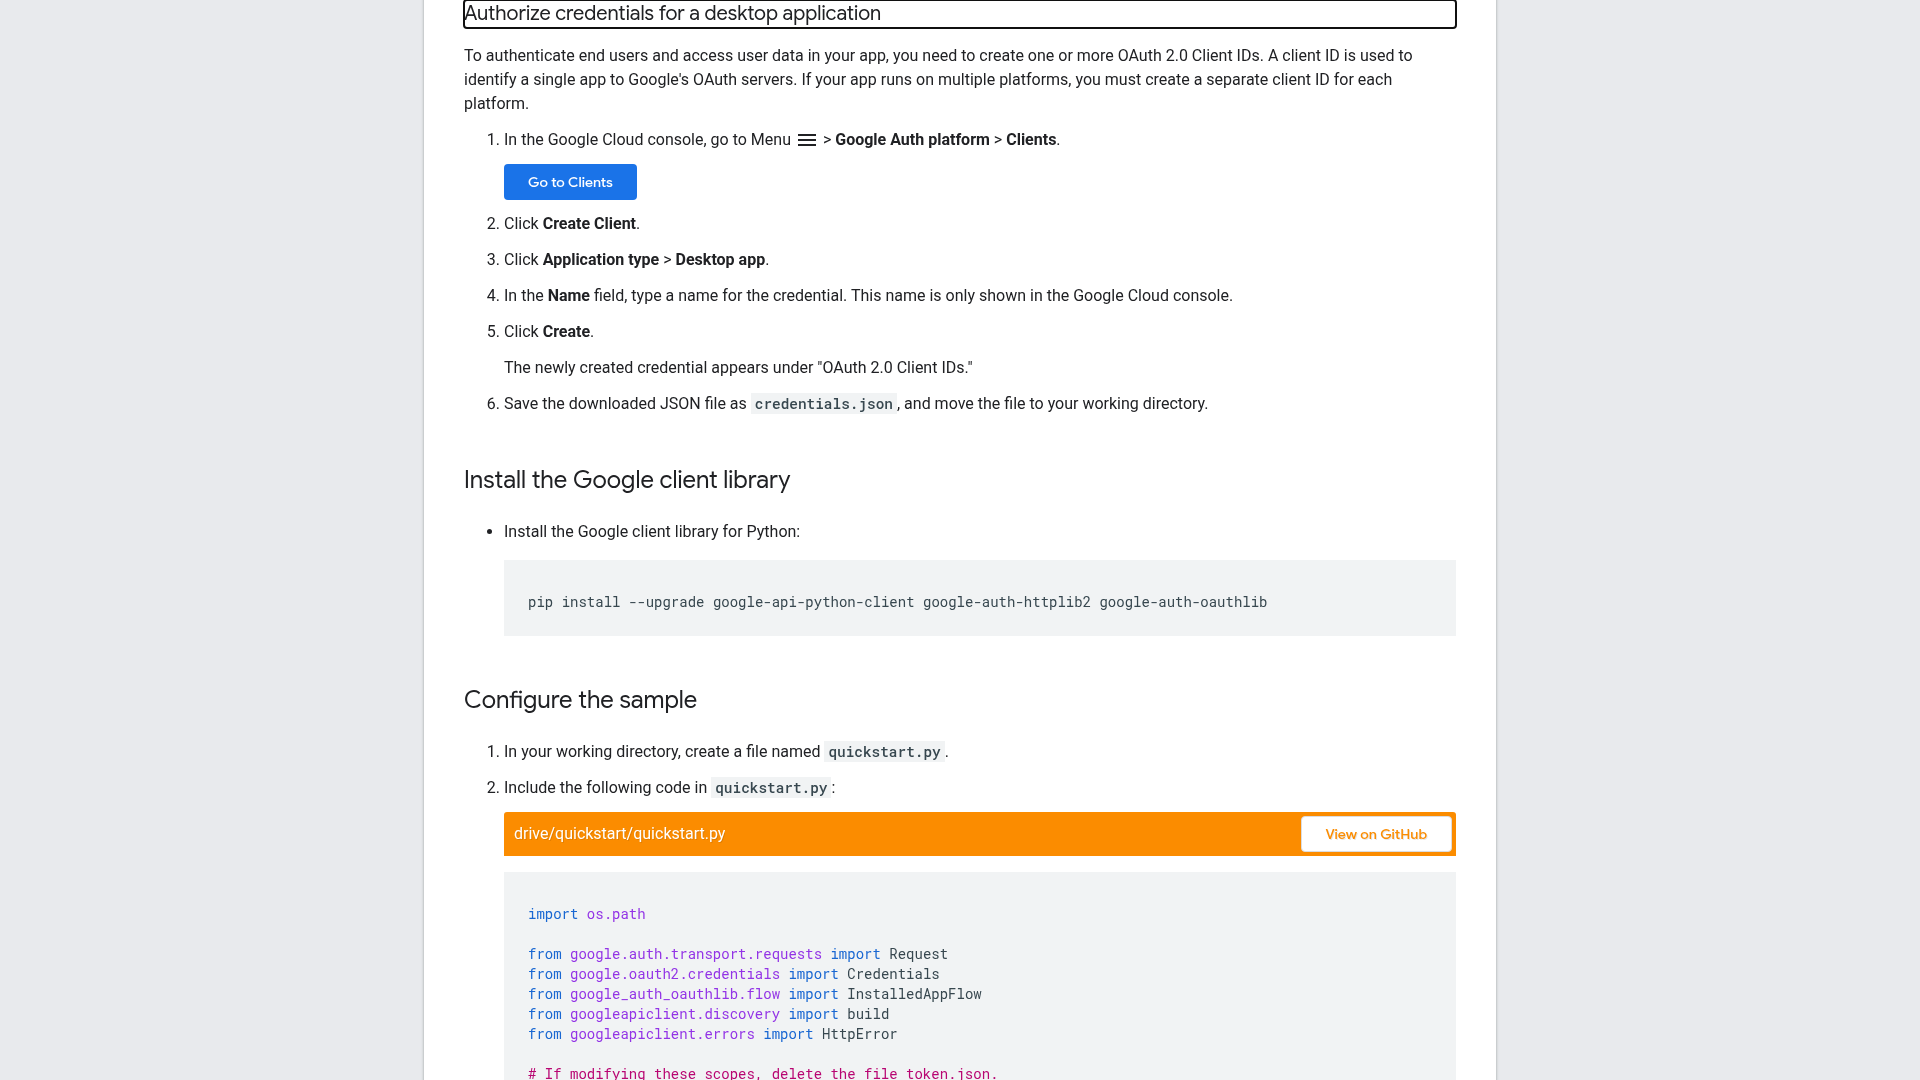 Authorize credentials for a desktop application
To authenticate end users and access user data in your app, you need to create one or more OAuth 2.0 Client IDs. A client ID is used to
identify a single app to Google's OAuth servers. If your app runs on multiple platforms, you must create a separate client ID for each
platform.
1. In the Google Cloud console, go to Menu > Google Auth platform > Clients.
Go to Clients
2. Click Create Client.
3. Click Application type > Desktop app.
4. In the Name field, type a name for the credential. This name is only shown in the Google Cloud console.
5. Click Create.
The newly created credential appears under "OAuth 2.0 Client IDs."
6. Save the downloaded JSON file as credentials.json, and move the file to your working directory.
Install the Google client library
• Install the Google client library for Python:
pip install --upgrade google-api-python-client google-auth-httplib2 google-auth-oauthlib
Configure the sample
1. In your working directory, create a file named quickstart.py.
2. Include the following code in quickstart.py:
drive/quickstart/quickstart.py View on GitHub
import os.path
from google.auth.transport.requests import Request
from google.oauth2.credentials import Credentials
from google_auth_oauthlib.flow import InstalledAppFlow
from googleapiclient.discovery import build
from googleapiclient.errors import HttpError
# If modifying these scopes, delete the file token.json.